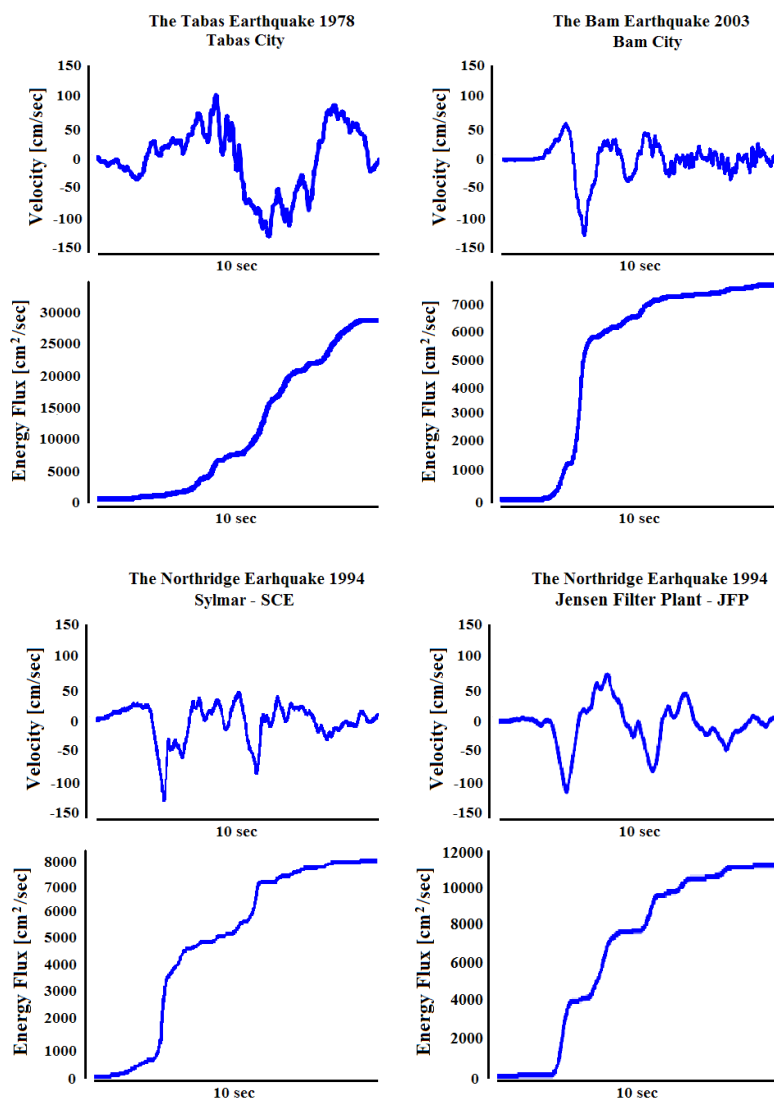 The Tabas Earthquake 1978
Tabas City
150
100
50
0
-50
-100
-150
Velocity [cm/sec]
10 sec
30000
25000
20000
15000
10000
5000
0
Energy Flux [cm²/sec]
10 sec
The Bam Earthquake 2003
Bam City
150
100
50
0
-50
-100
-150
Velocity [cm/sec]
10 sec
7000
6000
5000
4000
3000
2000
1000
0
Energy Flux [cm²/sec]
10 sec
The Northridge Earhquake 1994
Sylmar - SCE
150
100
50
0
-50
-100
-150
Velocity [cm/sec]
10 sec
8000
7000
6000
5000
4000
3000
2000
1000
0
Energy Flux [cm²/sec]
10 sec
The Northridge Earthquake 1994
Jensen Filter Plant - JFP
150
100
50
0
-50
-100
-150
Velocity [cm/sec]
10 sec
12000
10000
8000
6000
4000
2000
0
Energy Flux [cm²/sec]
10 sec